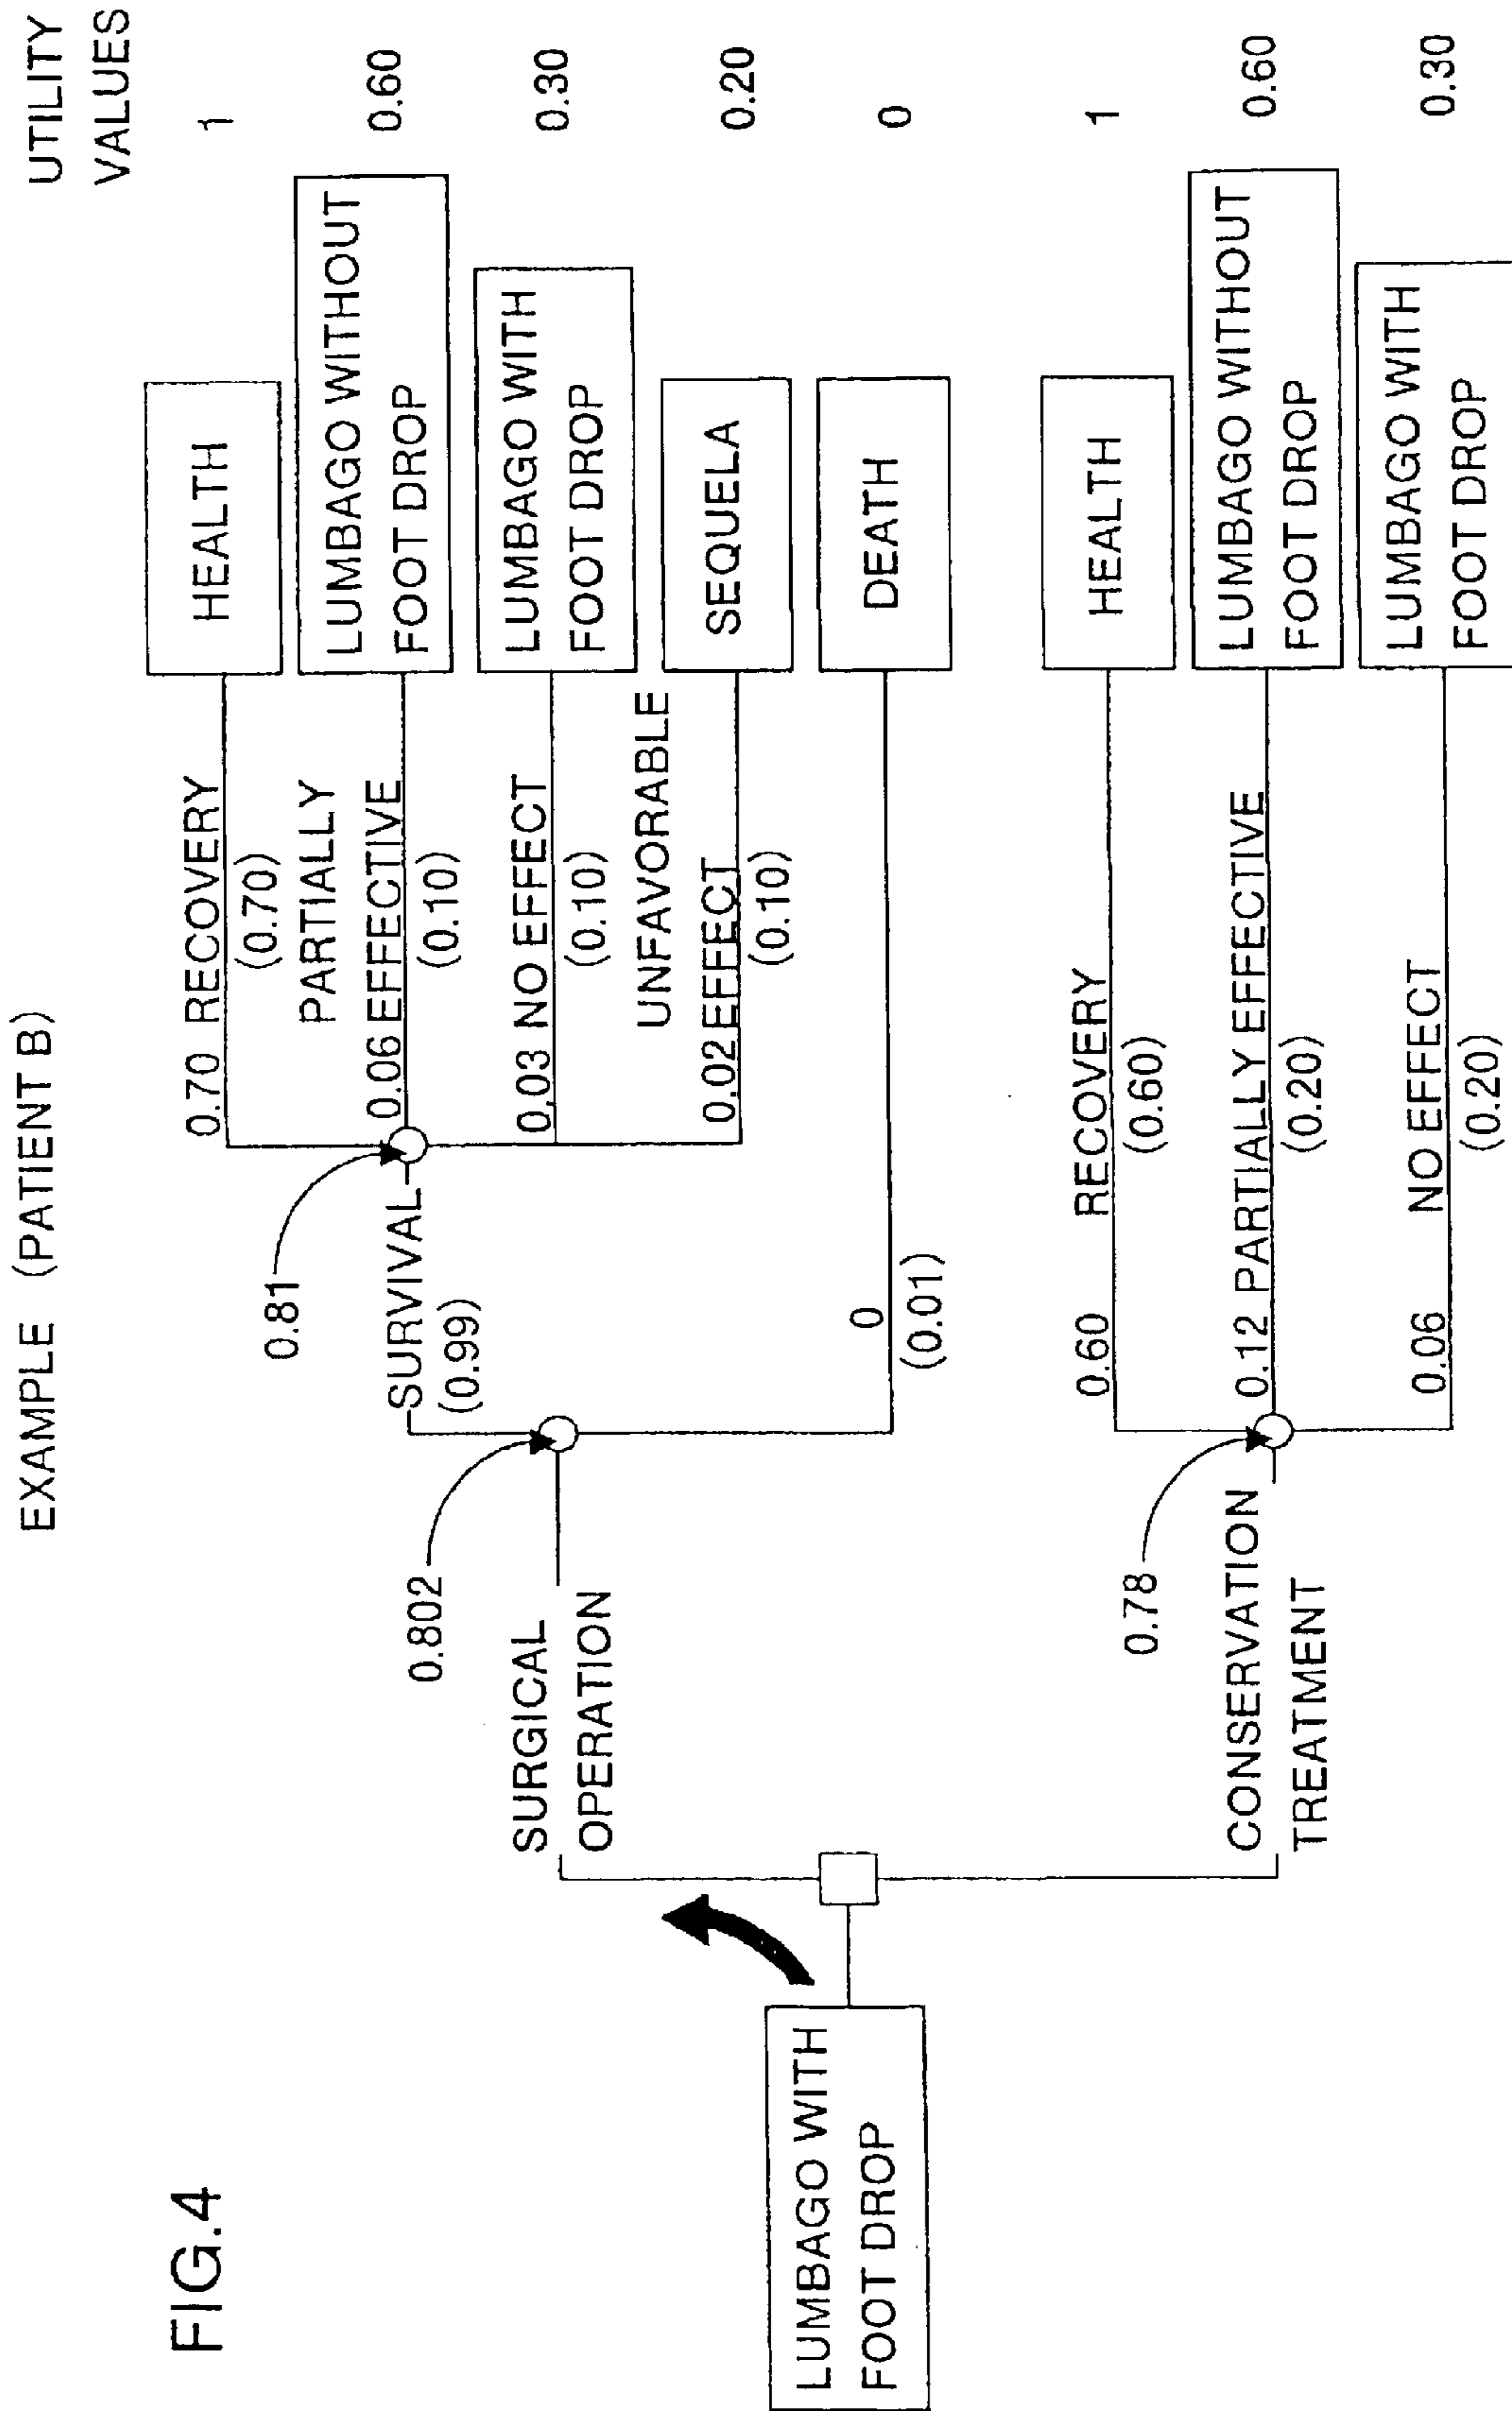 FIG.4
EXAMPLE (PATIENT B)
UTILITY
VALUES
LUMBAGO WITH
FOOT DROP
SURGICAL
OPERATION
0.802
SURVIVAL
(0.99)
0.81
0.70 RECOVERY
(0.70)
HEALTH
1
PARTIALLY
0.06 EFFECTIVE
(0.10)
LUMBAGO WITHOUT
FOOT DROP
0.60
0.03 NO EFFECT
(0.10)
LUMBAGO WITH
FOOT DROP
0.30
UNFAVORABLE
0.02 EFFECT
(0.10)
SEQUELA
0.20
0
(0.01)
DEATH
0
CONSERVATION
TREATMENT
0.78
0.60 RECOVERY
(0.60)
HEALTH
1
0.12 PARTIALLY EFFECTIVE
(0.20)
LUMBAGO WITHOUT
FOOT DROP
0.60
0.06 NO EFFECT
(0.20)
LUMBAGO WITH
FOOT DROP
0.30